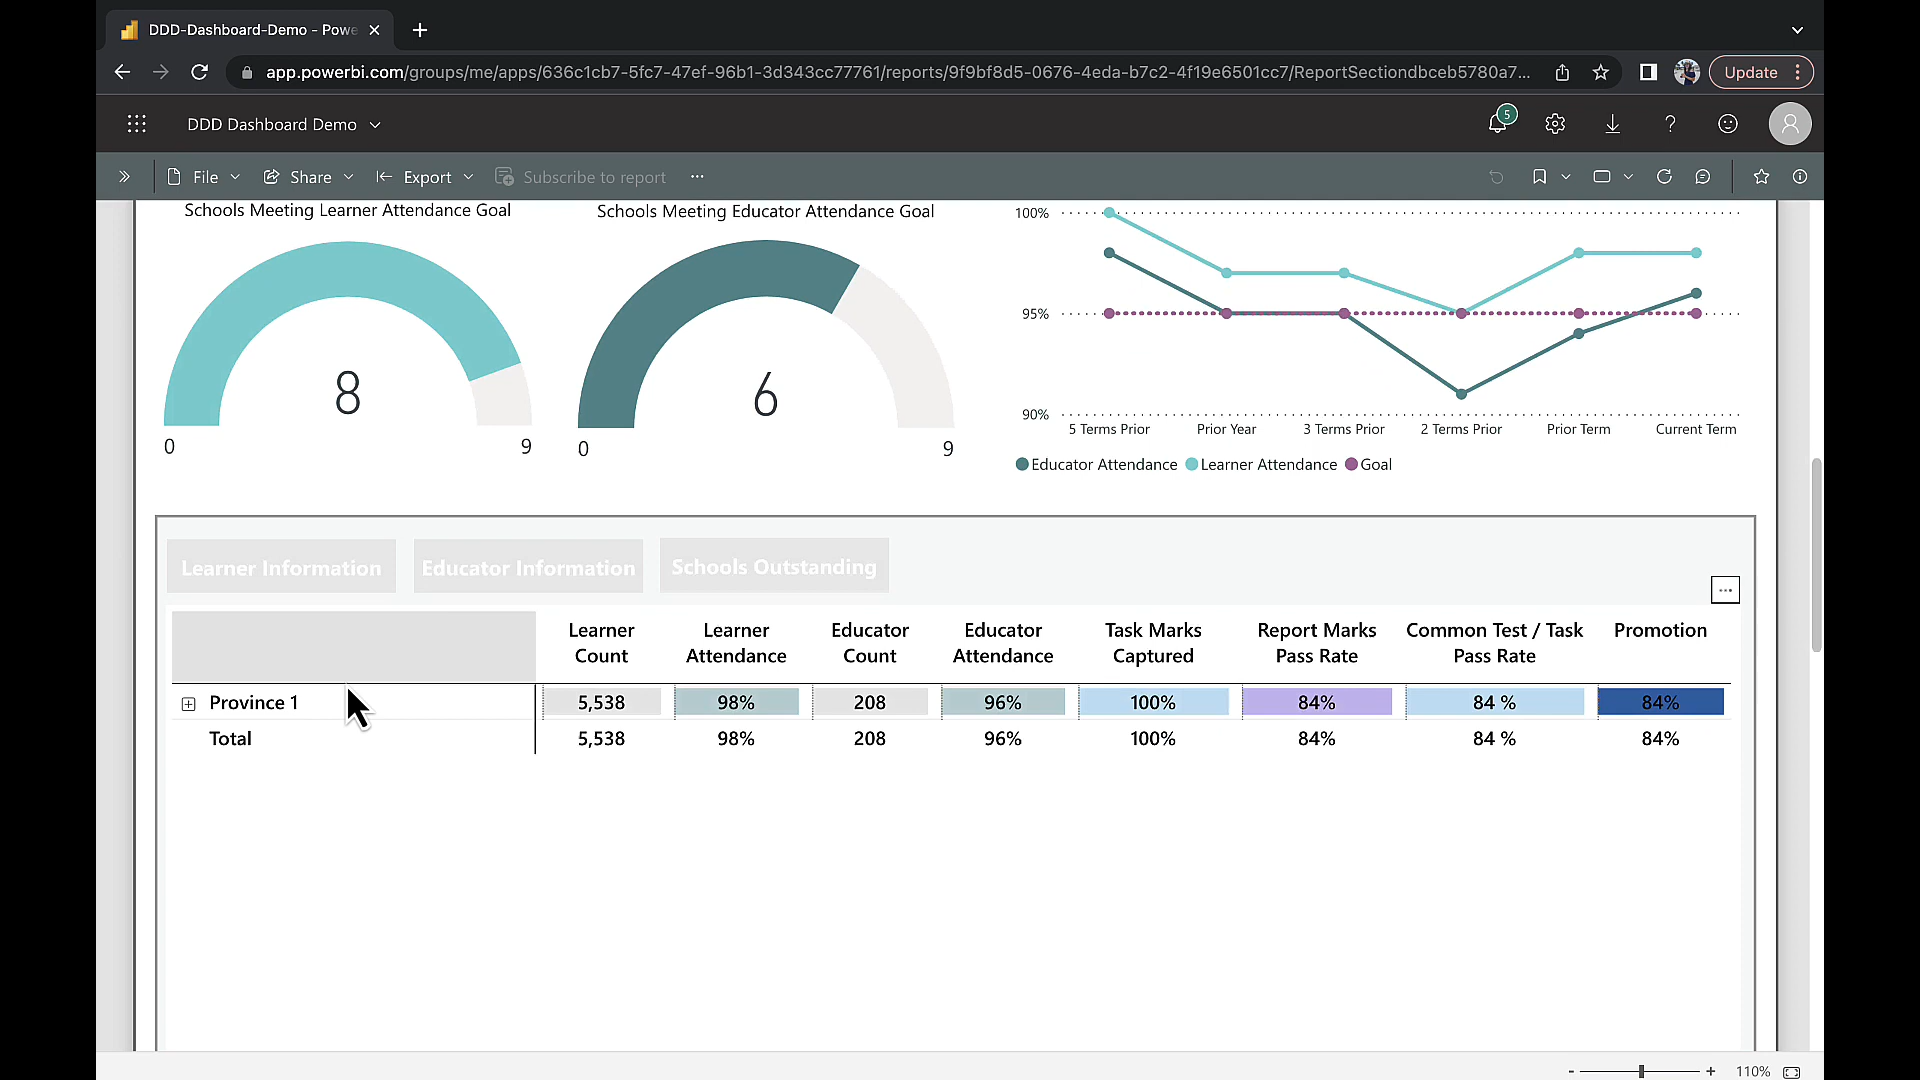 DDD-Dashboard-Demo - Powe
app.powerbi.com/groups/me/apps/636c1cb7-5fc7-47ef-96b1-3d343cc77761/reports/9f9bf8d5-0676-4eda-b7c2-4f19e6501cc7/ReportSectiondbceb5780a7...
Update
DDD Dashboard Demo
5
File
Share
Export
Subscribe to report
Schools Meeting Learner Attendance Goal
8
0
9
Schools Meeting Educator Attendance Goal
6
0
9
100%
95%
90%
5 Terms Prior Prior Year 3 Terms Prior 2 Terms Prior Prior Term Current Term
Educator Attendance Learner Attendance Goal
Learner Information Educator Information Schools Outstanding
Learner Count Learner Attendance Educator Count Educator Attendance Task Marks Captured Report Marks Pass Rate Common Test / Task Pass Rate Promotion
Province 1 5,538 98% 208 96% 100% 84% 84 % 84%
Total 5,538 98% 208 96% 100% 84% 84 % 84%
- + 110%